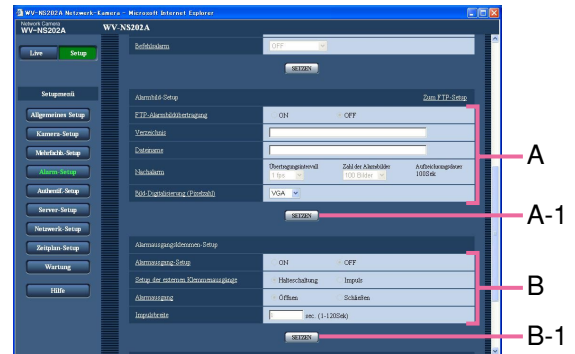 WV-NS202A Netzwerk-Kamera - Microsoft Internet Explorer
Network Camera
WV-NS202A
WV-NS202A
Live
Setup
Setupmenü
Allgemeines Setup
Kamera-Setup
Mehrfachb.-Setup
Alarm-Setup
Authentif.-Setup
Server-Setup
Netzwerk-Setup
Zeitplan-Setup
Wartung
Hilfe
Befehlsalarm
OFF
SETZEN
Alarmbild-Setup
Zum FTP-Setup
FTP-Alarmbildübertragung
ON
OFF
Verzeichnis
Dateiname
Nachalarm
Übertragungsintervall
1 fps
Zahl der Alarmbilder
100 Bilder
Aufzeichnungsdauer
100Sek
Bild-Digitalisierung (Pixelzahl)
VGA
SETZEN
Alarmausgangsklemmen-Setup
Alarmausgang-Setup
ON
OFF
Setup der externen Klemmenausgänge
Halteschaltung
Impuls
Alarmausgang
Öffnen
Schließen
Impulsbreite
sec. (1-120Sek)
SETZEN
A
A-1
B
B-1